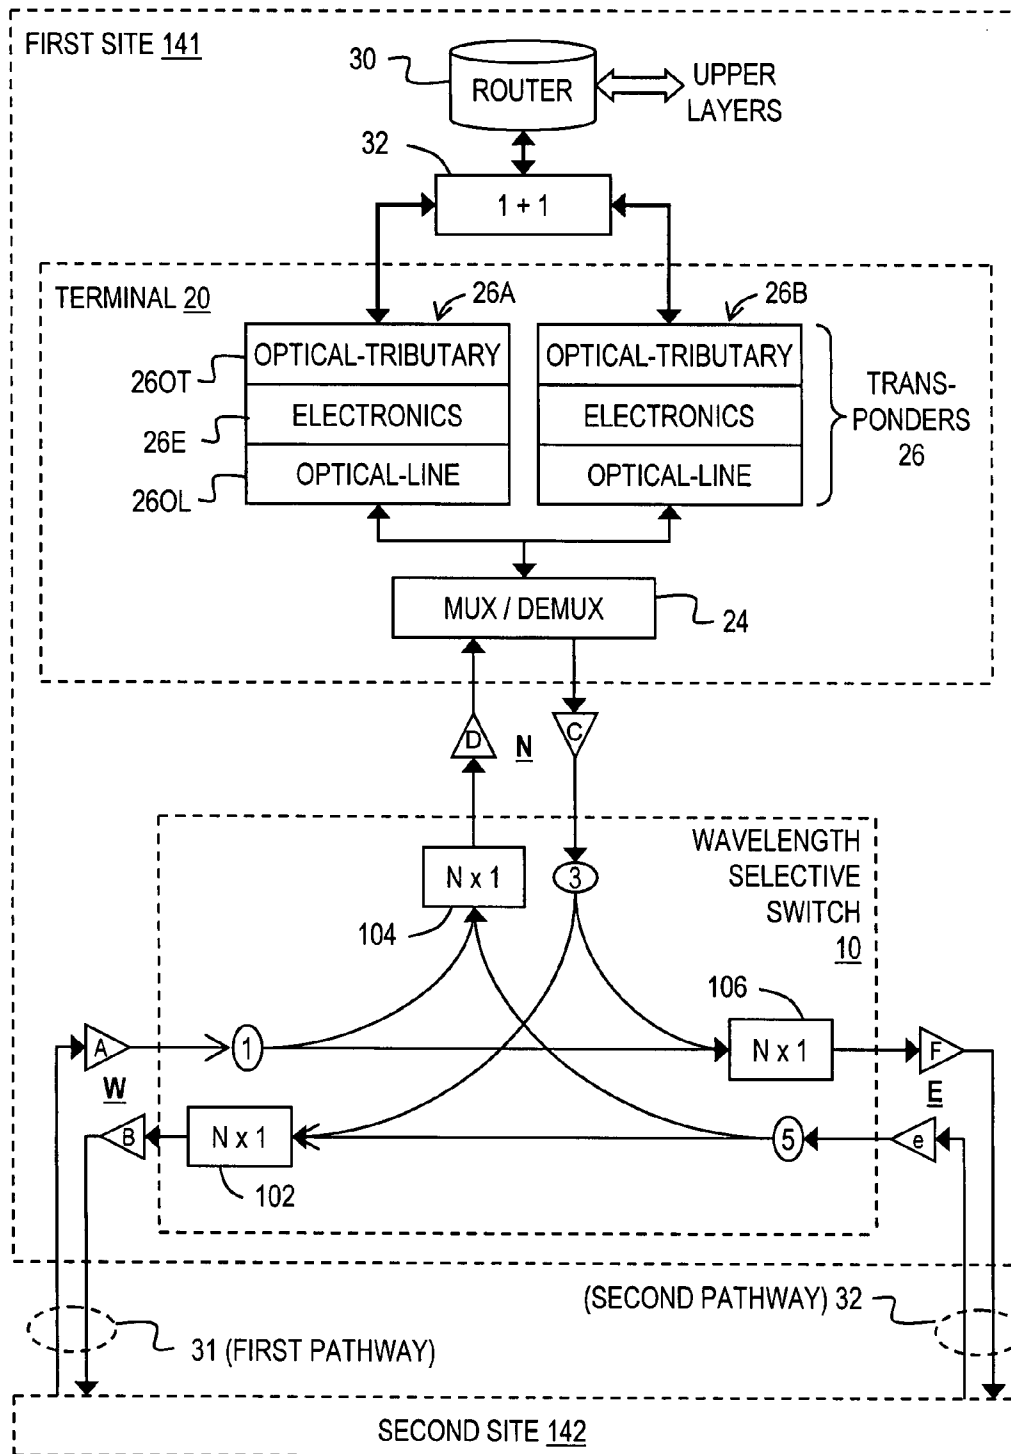 FIRST SITE 141
30
ROUTER
UPPER
LAYERS
32
1 + 1
TERMINAL 20
26A
26B
26OT
OPTICAL-TRIBUTARY
OPTICAL-TRIBUTARY
26E
ELECTRONICS
ELECTRONICS
26OL
OPTICAL-LINE
OPTICAL-LINE
TRANS-
PONDERS
26
MUX / DEMUX
24
D
N
C
WAVELENGTH
SELECTIVE
SWITCH
10
N x 1
3
104
106
A
1
N x 1
F
W
E
B
N x 1
5
e
102
(SECOND PATHWAY) 32
31 (FIRST PATHWAY)
SECOND SITE 142